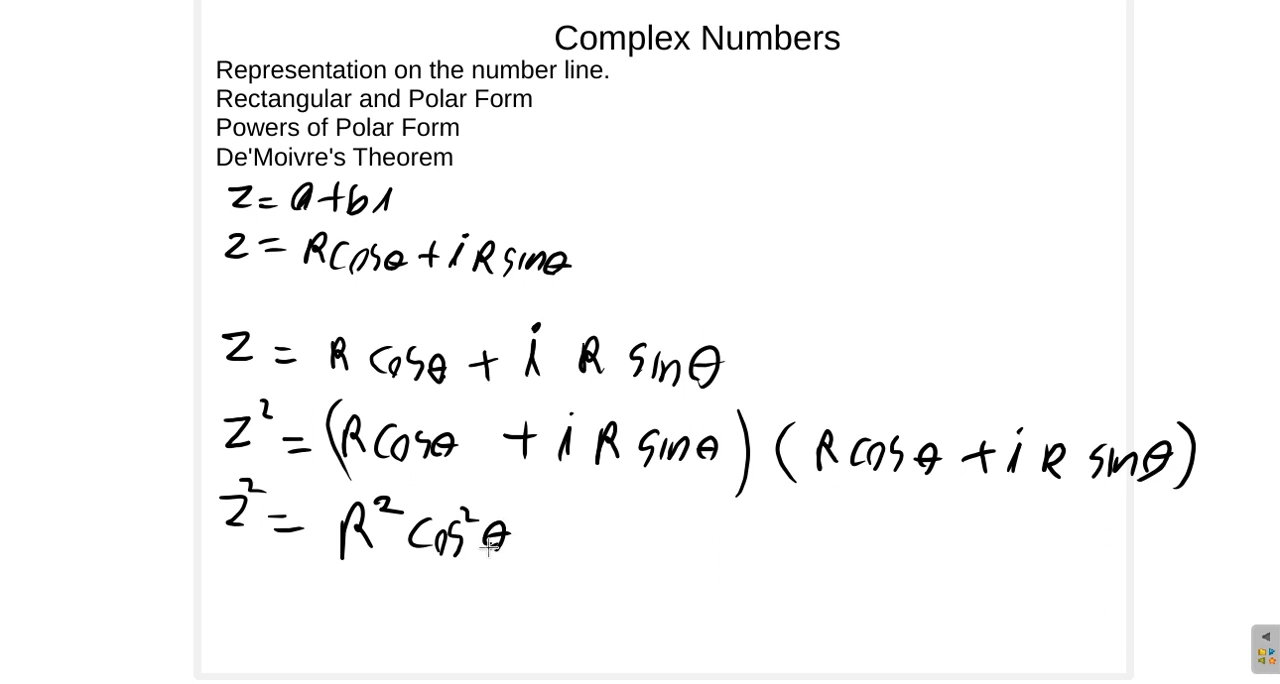 Complex Numbers
Representation on the number line.
Rectangular and Polar Form
Powers of Polar Form
De'Moivre's Theorem
z = a + bi
z = R cosθ + i R sinθ
z = R cosθ + i R sinθ
z² = (R cosθ + i R sinθ) (R cosθ + i R sinθ)
z² = R² cos²θ